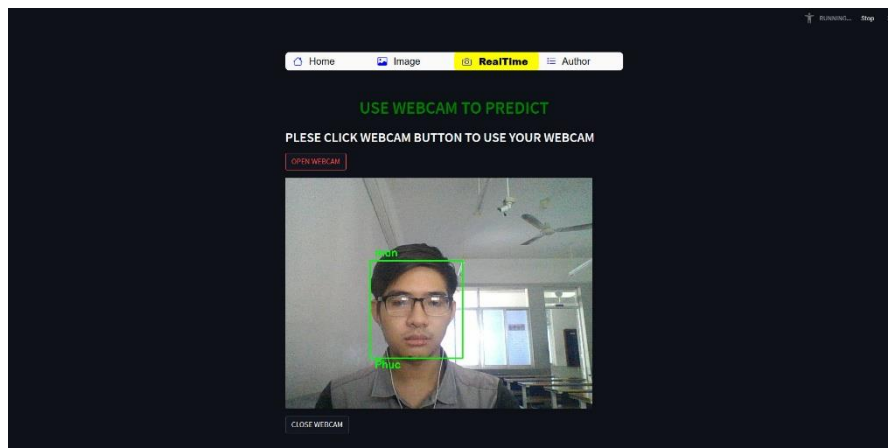 RUNNING... Stop
Home Image RealTime Author
USE WEBCAM TO PREDICT
PLESE CLICK WEBCAM BUTTON TO USE YOUR WEBCAM
OPEN WEBCAM
Phuc
CLOSE WEBCAM